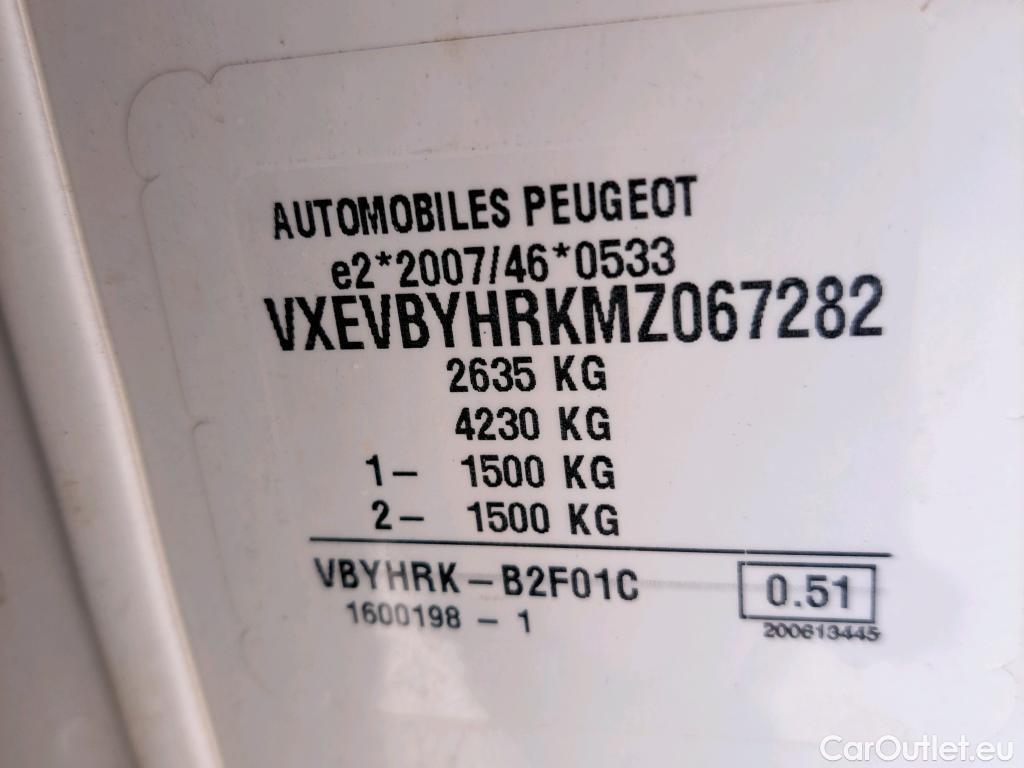 AUTOMOBILES PEUGEOT
e2*2007/46*0533
VXEVBYHRKMZ067282
2635 KG
4230 KG
1- 1500 KG
2- 1500 KG
VBYHRK-B2F01C
0.51
1600198 - 1
200613445
CarOutlet.eu